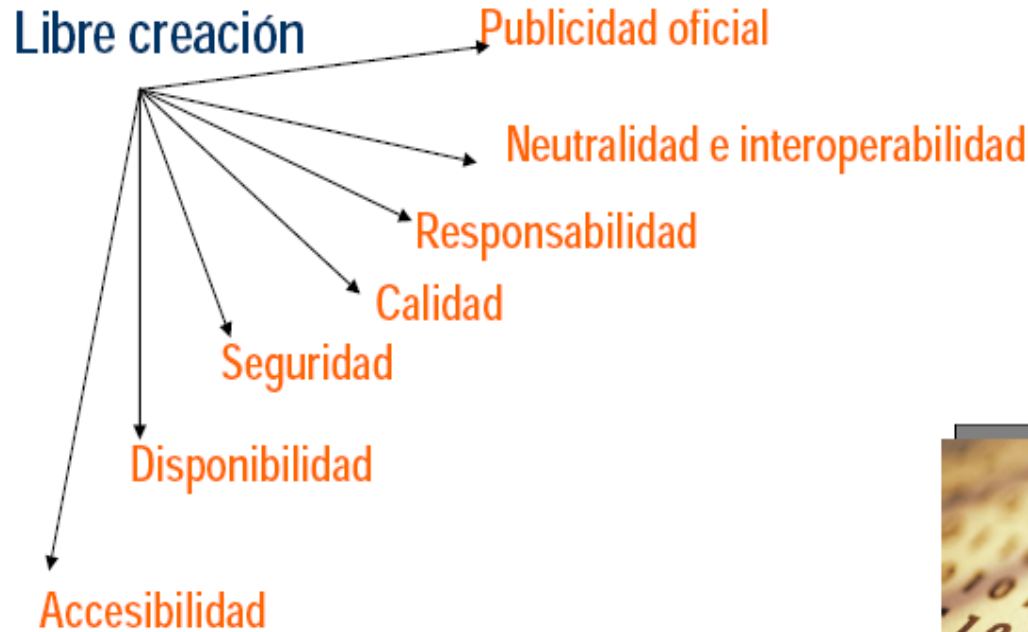 Libre creación
Publicidad oficial
Neutralidad e interoperabilidad
Responsabilidad
Calidad
Seguridad
Disponibilidad
Accesibilidad